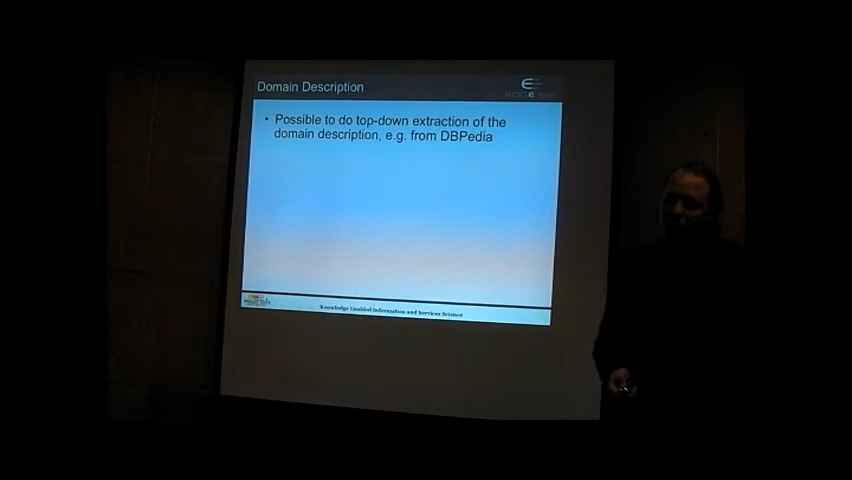 Domain Description
• Possible to do top-down extraction of the
domain description, e.g. from DBPedia
Knowledge Enabled Information and Services Science